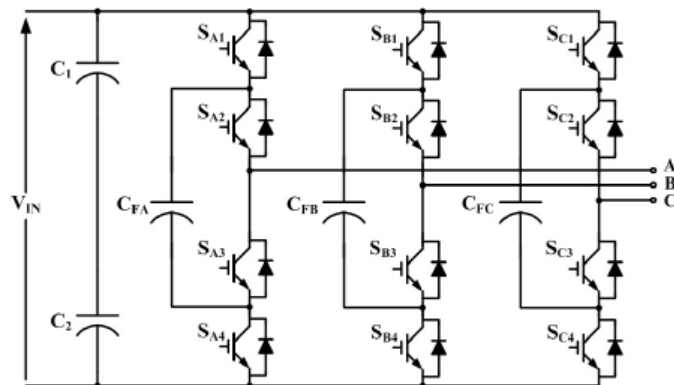 S_A1
S_B1
S_C1
C_1
S_A2
S_B2
S_C2
A
B
V_IN
C_FA
C_FB
C_FC
C
S_A3
S_B3
S_C3
C_2
S_A4
S_B4
S_C4